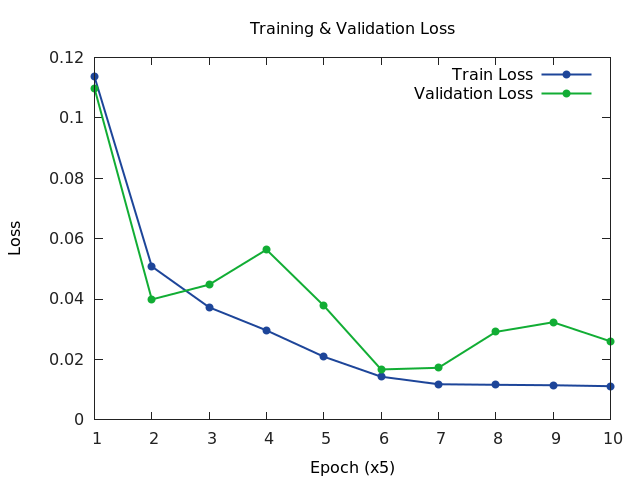 Training & Validation Loss
0.12
0.1
0.08
0.06
0.04
0.02
0
Loss
Train Loss
Validation Loss
1 2 3 4 5 6 7 8 9 10
Epoch (x5)